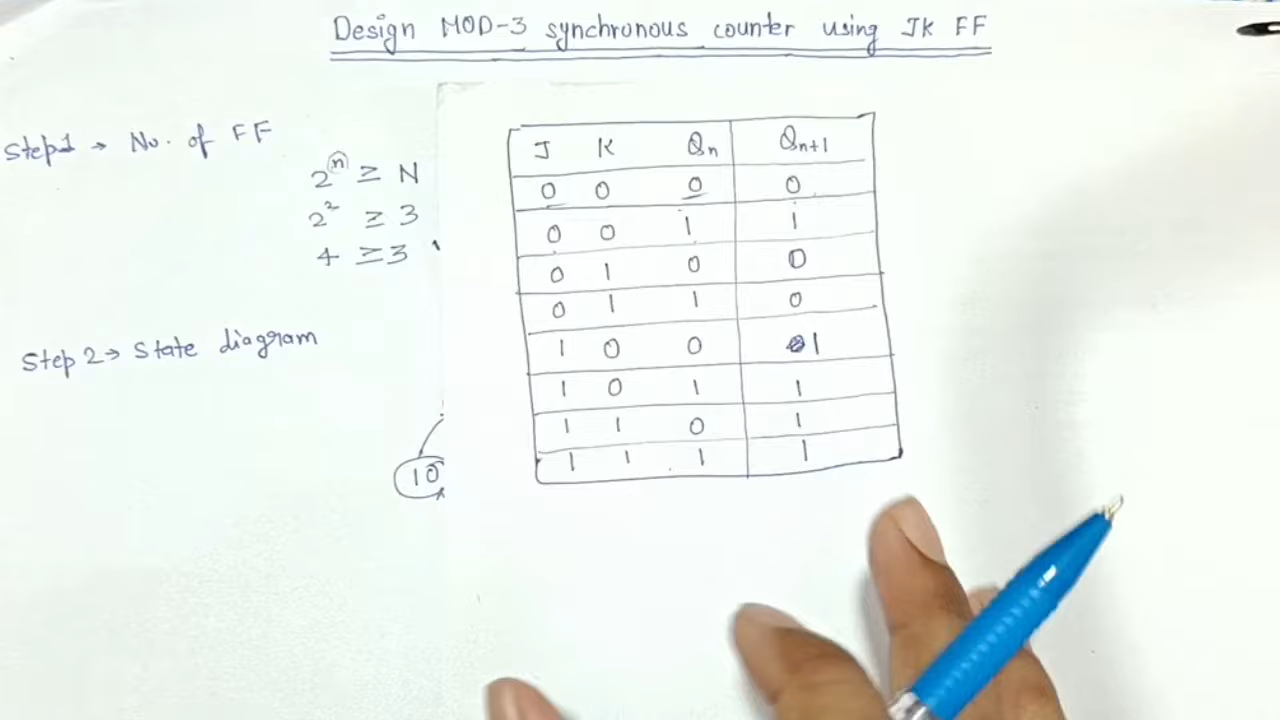 Design MOD-3 synchronous counter using JK FF
Step1 → No. of FF
2^n ≥ N
2^2 ≥ 3
4 ≥ 3
Step 2 → State diagram
10
J K Qn Qn+1
0 0 0 0
0 0 1 1
0 1 0 0
0 1 1 0
1 0 0 1
1 0 1 1
1 1 0 1
1 1 1 1